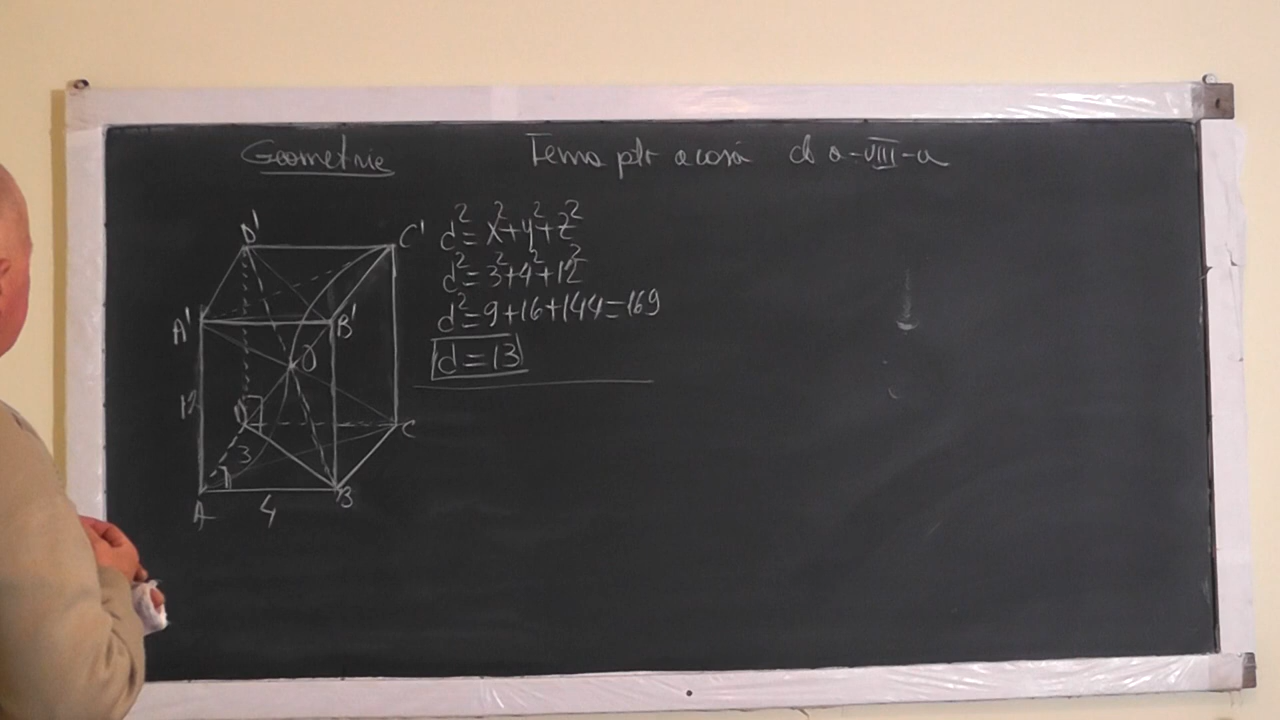 Geometrie
Tema ptr acasă cls a-VIII-a
D'
C'
A'
B'
O
12
D
C
3
A
B
4
d²=x²+y²+z²
d²=3²+4²+12²
d²=9+16+144=169
d=13